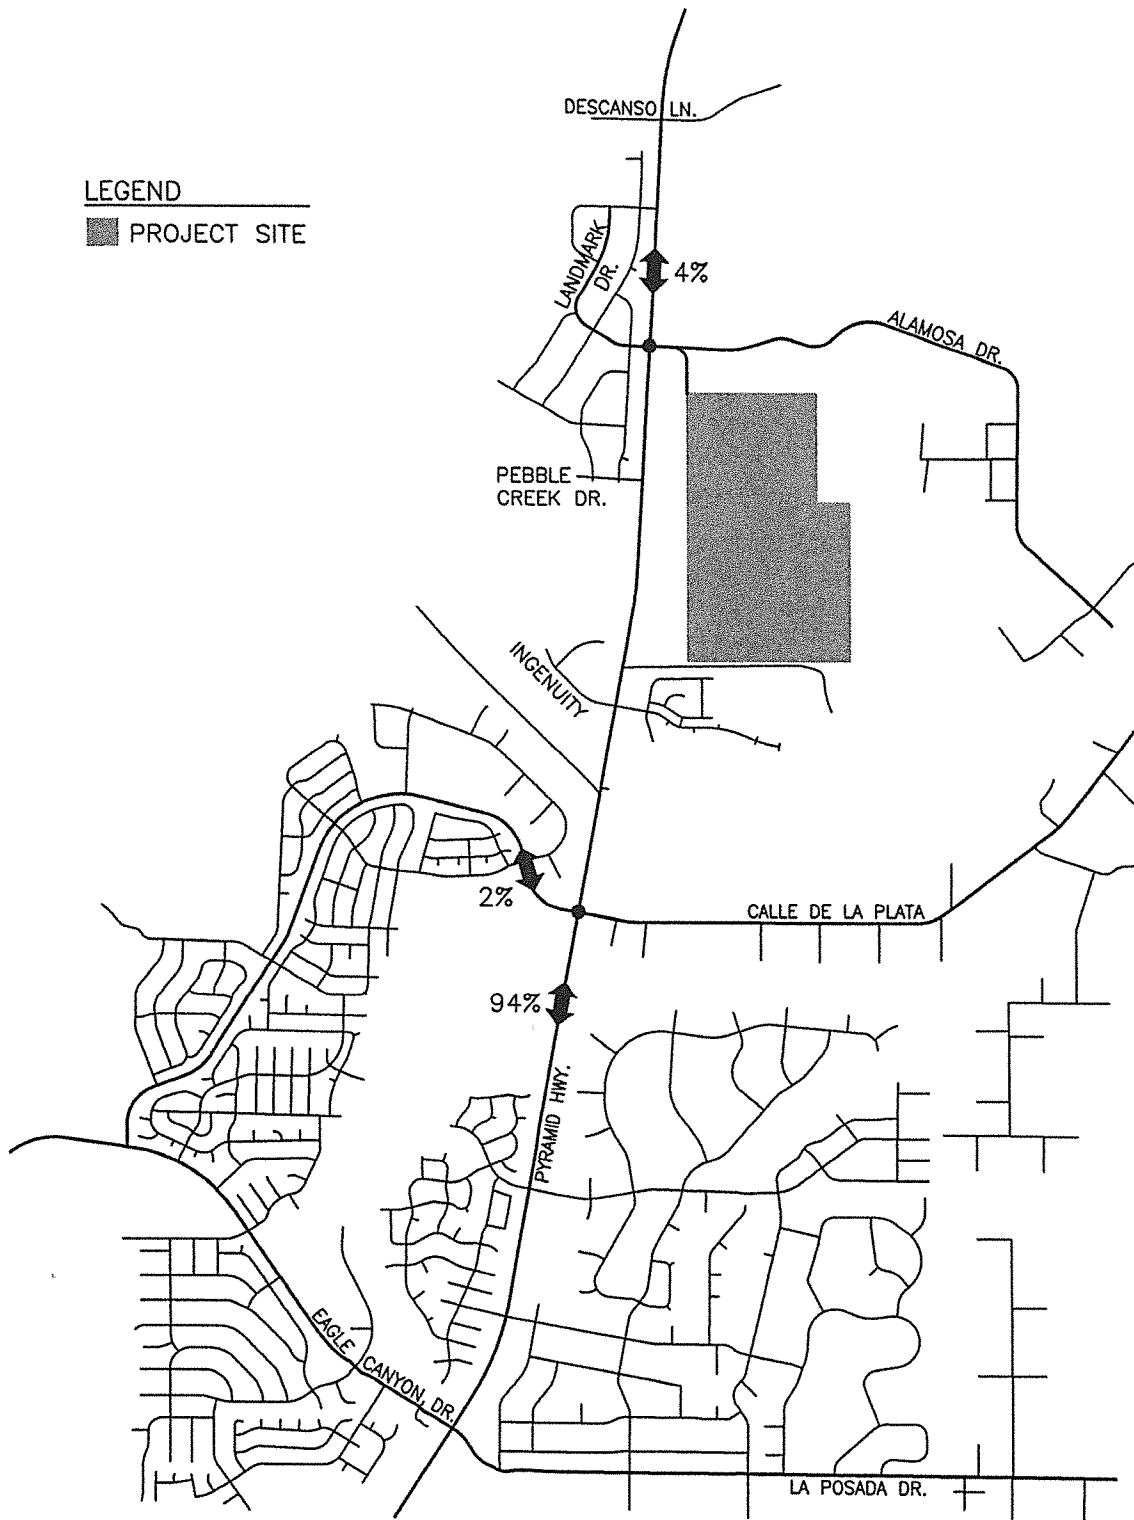 DESCANSO LN.
LEGEND
PROJECT SITE
LANDMARK
DR.
4%
ALAMOSA DR.
PEBBLE
CREEK DR.
INGENUITY
2%
CALLE DE LA PLATA
94%
PYRAMID HWY.
EAGLE CANYON DR.
LA POSADA DR.